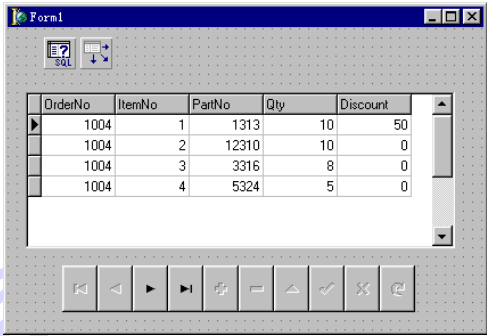 Form1
SQL
OrderNo ItemNo PartNo Qty Discount
1004 1 1313 10 50
1004 2 12310 10 0
1004 3 3316 8 0
1004 4 5324 5 0